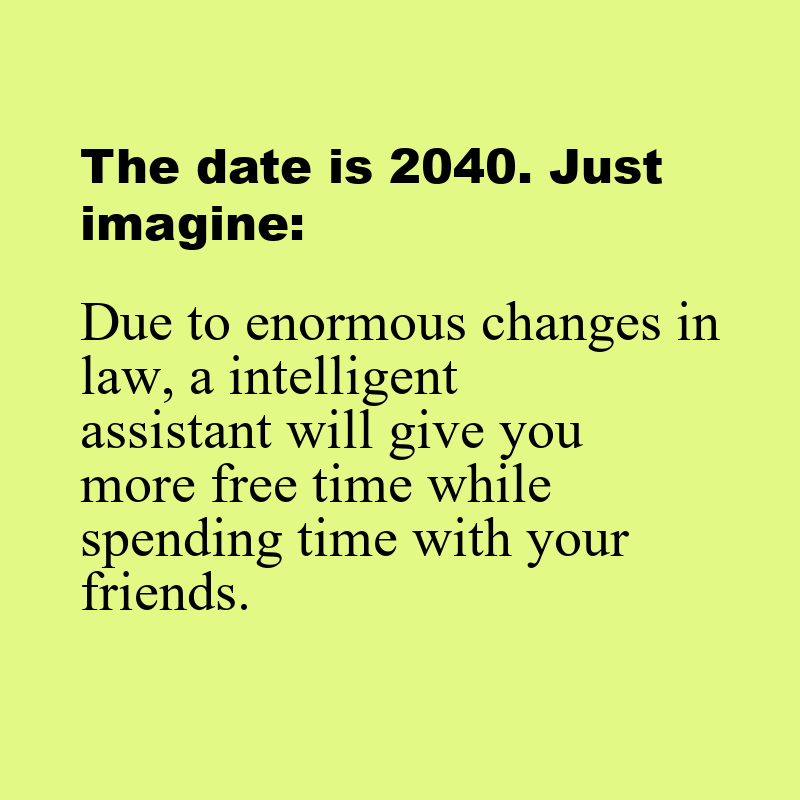 The date is 2040. Just
imagine:
Due to enormous changes in
law, a intelligent
assistant will give you
more free time while
spending time with your
friends.